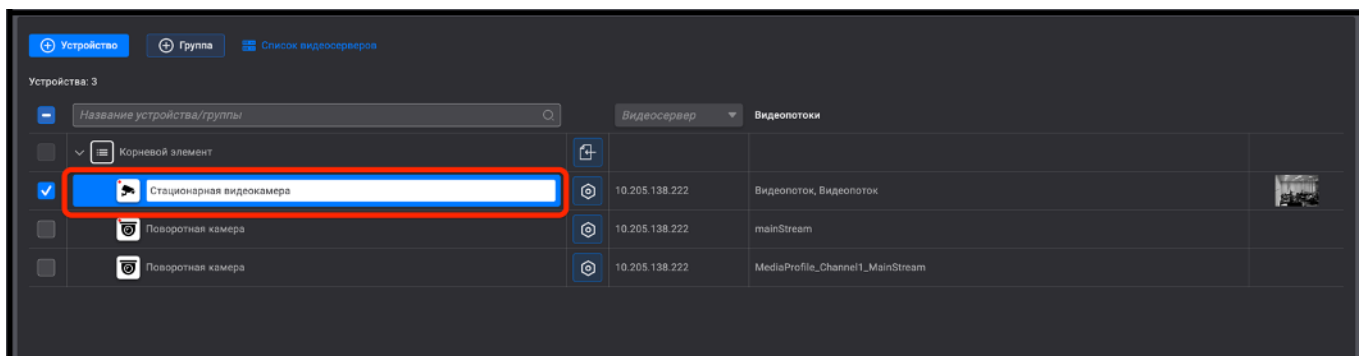 Устройство Группа Список видеосерверов
Устройства: 3
Название устройства/группы Видеосервер Видеопотоки
Корневой элемент
Стационарная видеокамера 10.205.138.222 Видеопоток, Видеопоток
Поворотная камера 10.205.138.222 mainStream
Поворотная камера 10.205.138.222 MediaProfile_Channel1_MainStream